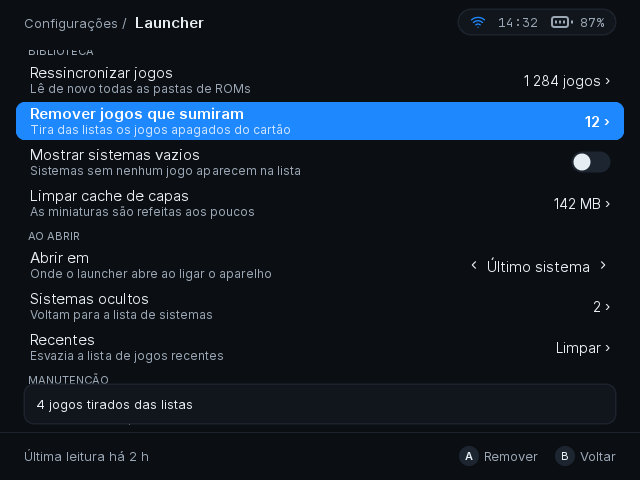 Configurações / Launcher
14:32 87%
BIBLIOTECA
Ressincronizar jogos
Lê de novo todas as pastas de ROMs
1 284 jogos ›
Remover jogos que sumiram
Tira das listas os jogos apagados do cartão
12 ›
Mostrar sistemas vazios
Sistemas sem nenhum jogo aparecem na lista
Limpar cache de capas
As miniaturas são refeitas aos poucos
142 MB ›
AO ABRIR
Abrir em
Onde o launcher abre ao ligar o aparelho
‹ Último sistema ›
Sistemas ocultos
Voltam para a lista de sistemas
2 ›
Recentes
Esvazia a lista de jogos recentes
Limpar ›
MANUTENÇÃO
4 jogos tirados das listas
Última leitura há 2 h
A Remover B Voltar